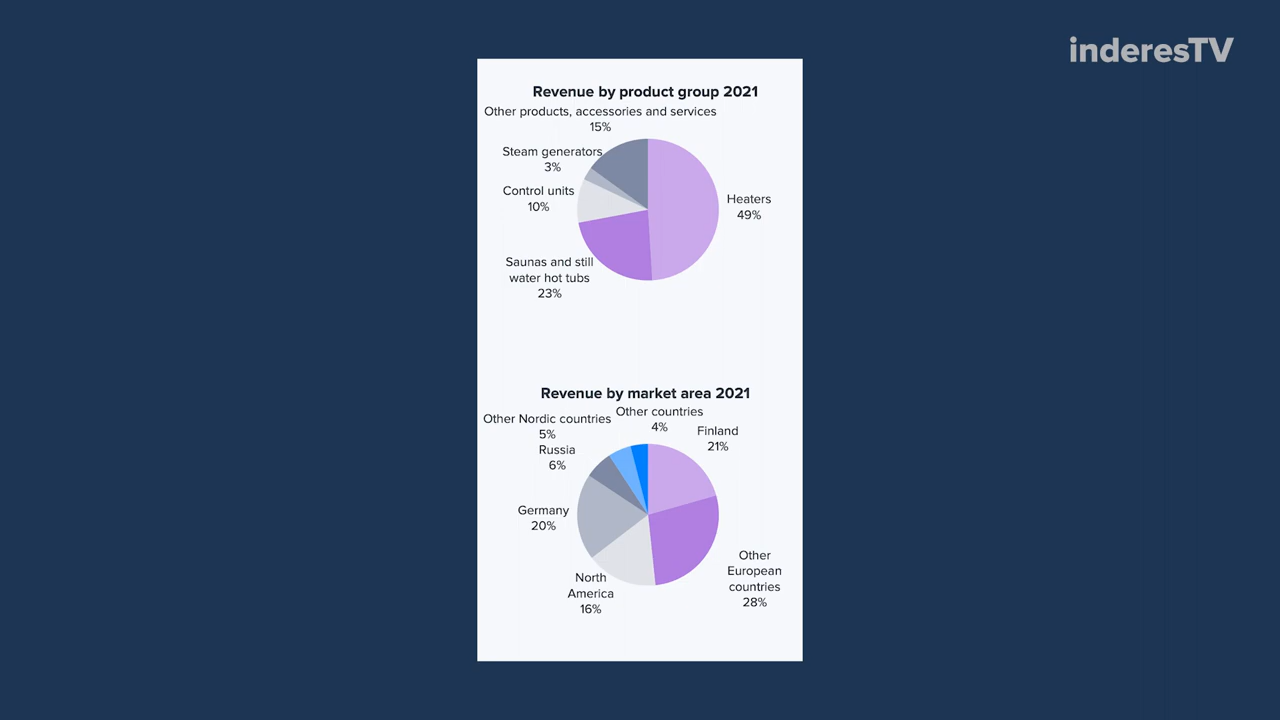 inderesTV
Revenue by product group 2021
Other products, accessories and services
15%
Steam generators
3%
Control units
10%
Heaters
49%
Saunas and still
water hot tubs
23%
Revenue by market area 2021
Other countries
4%
Other Nordic countries
5%
Finland
21%
Russia
6%
Germany
20%
Other
European
countries
28%
North
America
16%